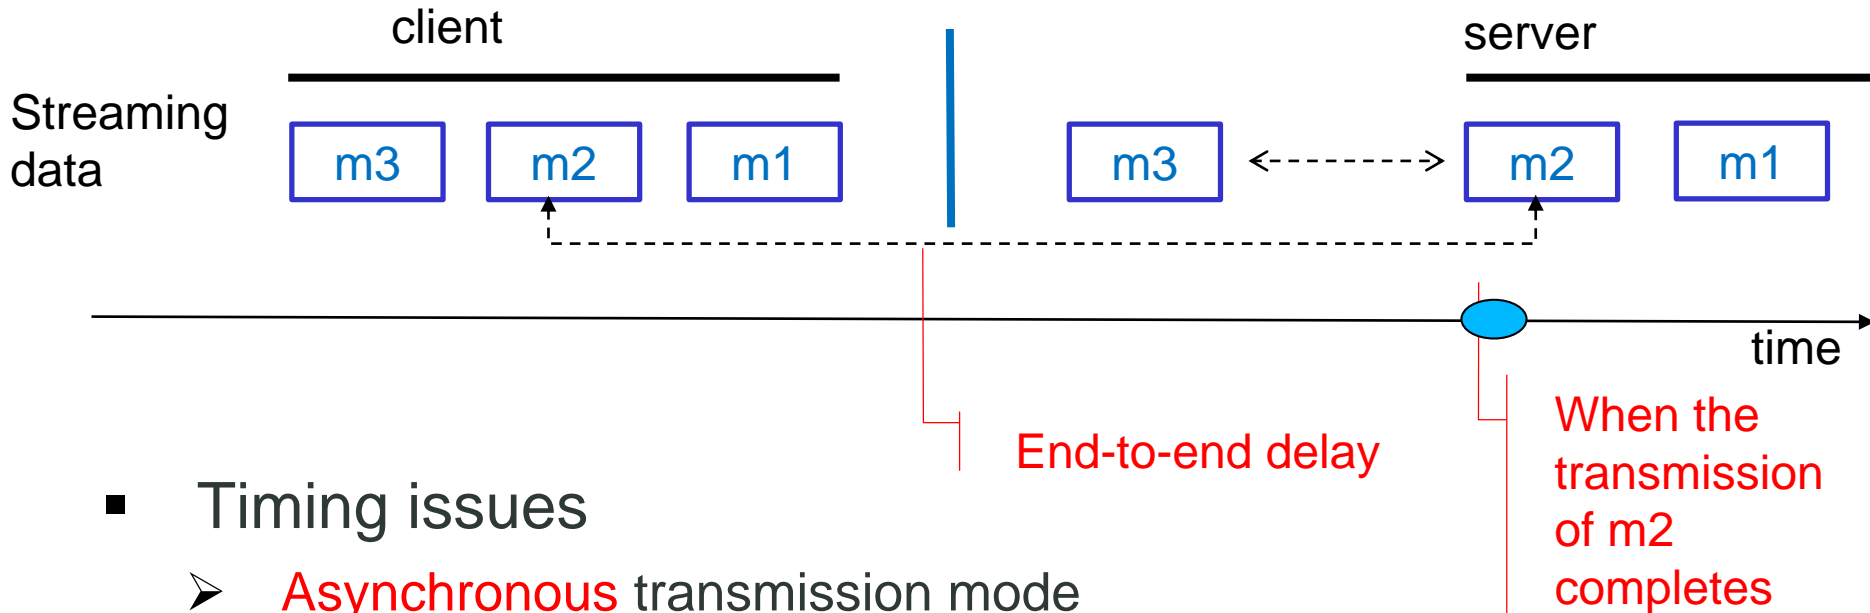 client
server
Streaming
data
m3
m2
m1
m3
m2
m1
time
End-to-end delay
When the
transmission
of m2
completes
▪ Timing issues
➢ Asynchronous transmission mode